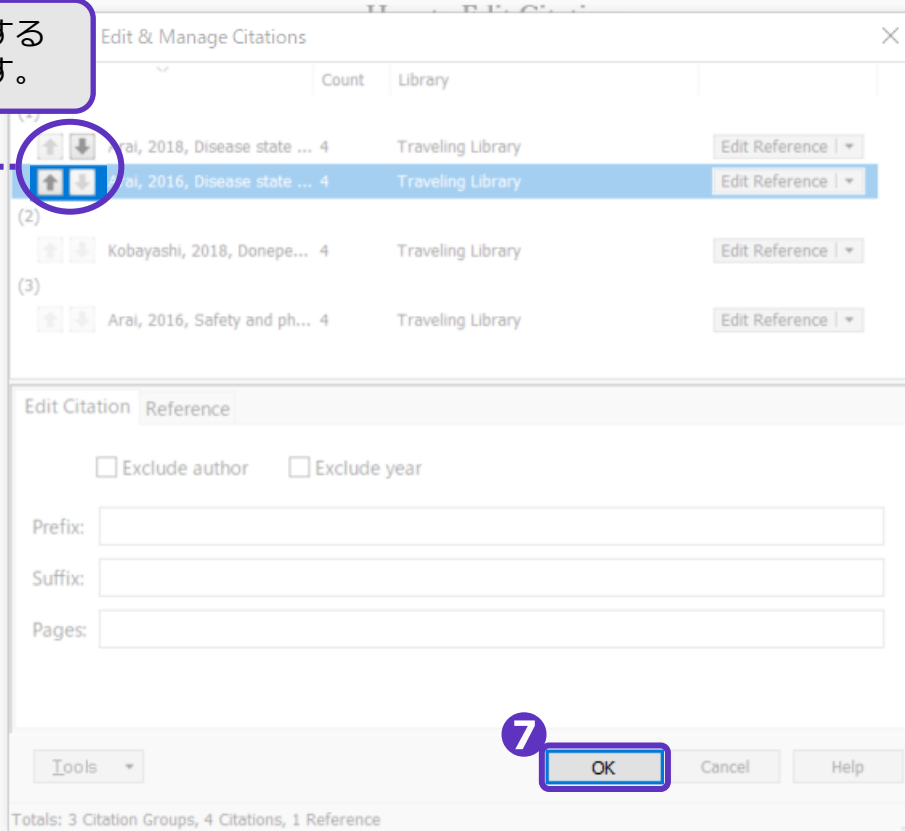 する
す。
Edit & Manage Citations
Count Library
(1)
Arai, 2018, Disease state ... 4 Traveling Library Edit Reference
Arai, 2016, Disease state ... 4 Traveling Library Edit Reference
(2)
Kobayashi, 2018, Donepe... 4 Traveling Library Edit Reference
(3)
Arai, 2016, Safety and ph... 4 Traveling Library Edit Reference
Edit Citation Reference
Exclude author Exclude year
Prefix:
Suffix:
Pages:
7
Tools OK Cancel Help
Totals: 3 Citation Groups, 4 Citations, 1 Reference